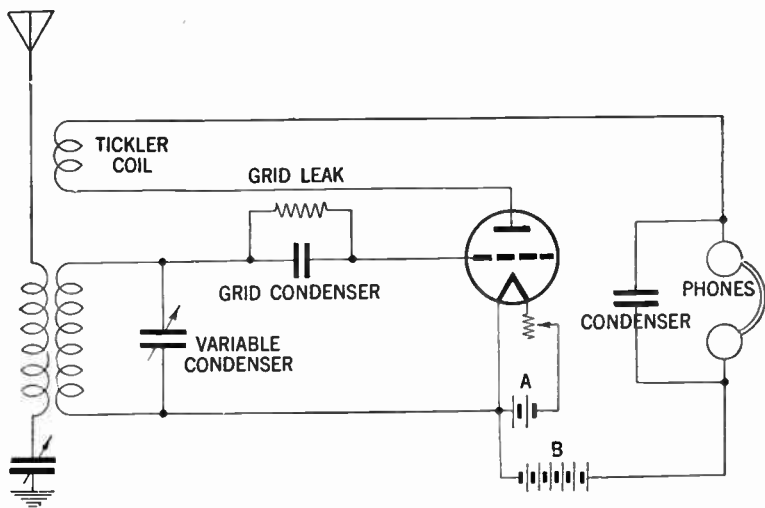 TICKLER
COIL
GRID LEAK
GRID CONDENSER
VARIABLE
CONDENSER
PHONES
CONDENSER
A
B